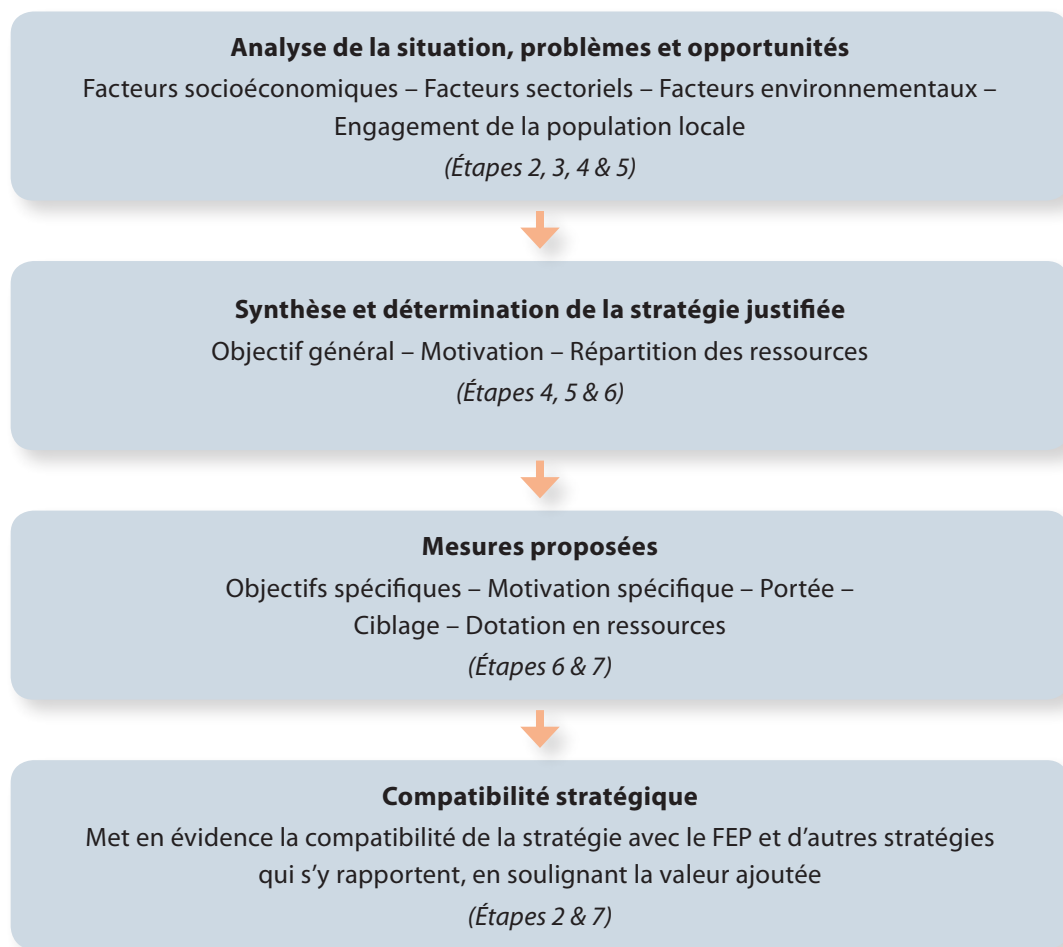 Analyse de la situation, problèmes et opportunités
Facteurs socioéconomiques – Facteurs sectoriels – Facteurs environnementaux –
Engagement de la population locale
(Étapes 2, 3, 4 & 5)
Synthèse et détermination de la stratégie justifiée
Objectif général – Motivation – Répartition des ressources
(Étapes 4, 5 & 6)
Mesures proposées
Objectifs spécifiques – Motivation spécifique – Portée –
Ciblage – Dotation en ressources
(Étapes 6 & 7)
Compatibilité stratégique
Met en évidence la compatibilité de la stratégie avec le FEP et d'autres stratégies
qui s'y rapportent, en soulignant la valeur ajoutée
(Étapes 2 & 7)